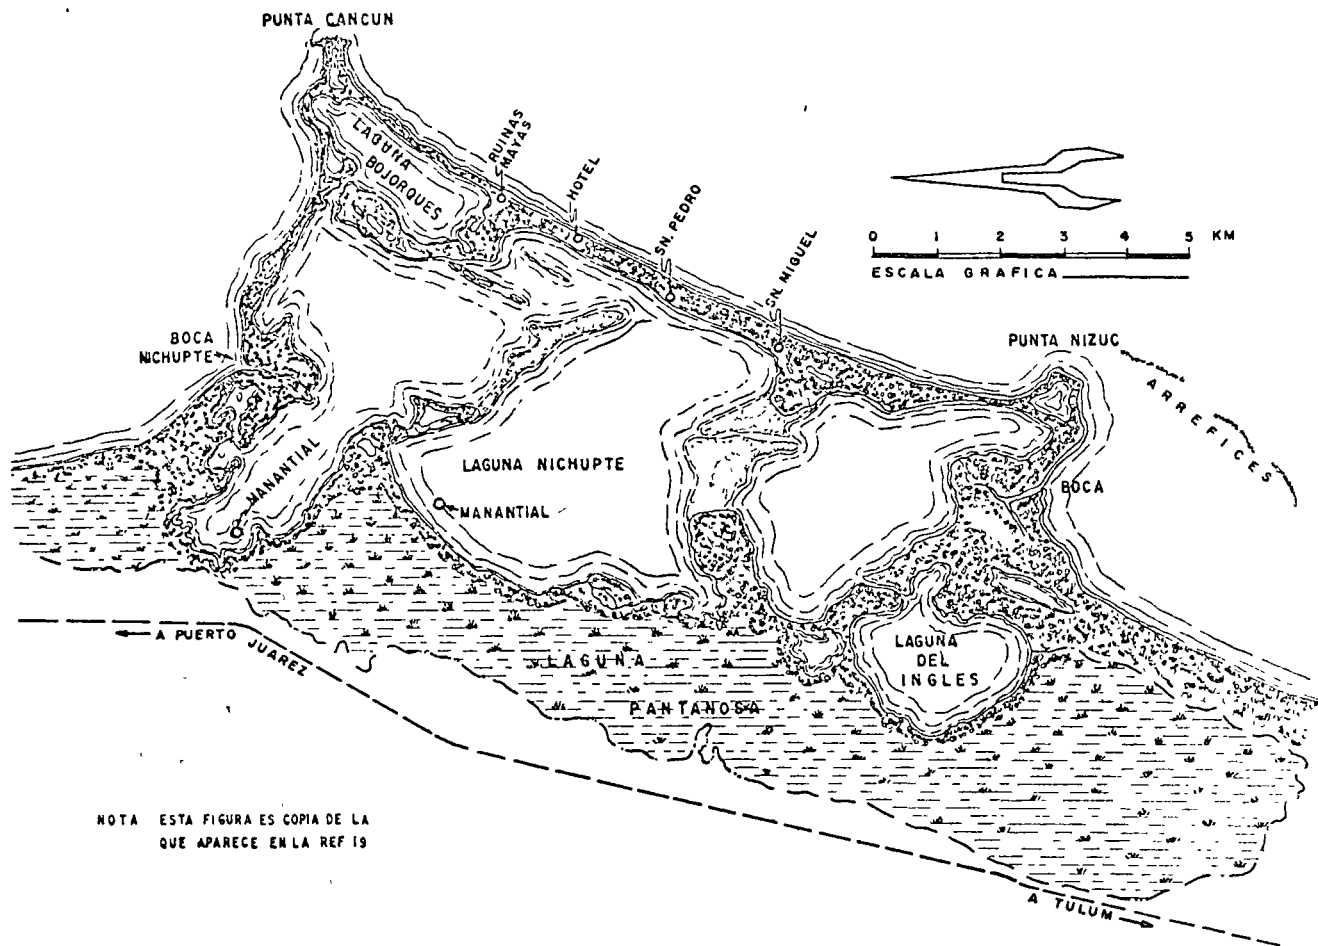 PUNTA CANCUN
LAGUNA
BOJORQUES
RUINAS
MAYAS
HOTEL
SN. PEDRO
SN. MIGUEL
0 1 2 3 4 5 KM
ESCALA GRAFICA
BOCA
NICHUPTE
PUNTA NIZUC
ARREFICES
MANANTIAL
LAGUNA NICHUPTE
MANANTIAL
BOCA
A PUERTO
JUAREZ
LAGUNA
PANTANOSA
LAGUNA
DEL
INGLES
NOTA ESTA FIGURA ES COPIA DE LA
QUE APARECE EN LA REF 19
A TULUM